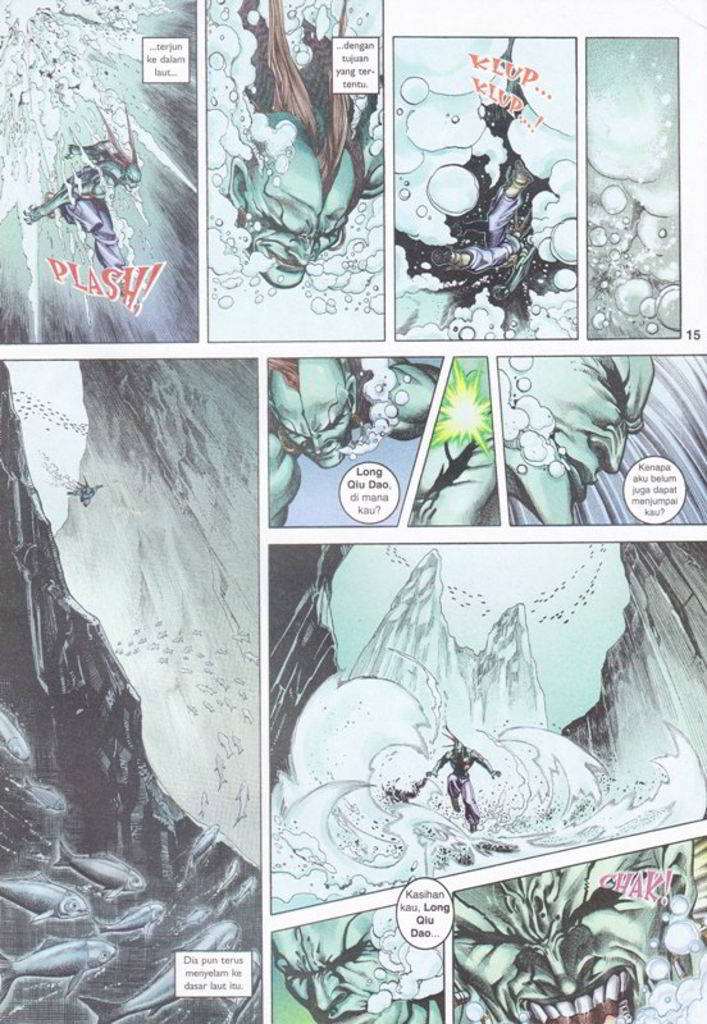 ...terjun
ke dalam
laut...
...dengan
tujuan
yang ter-
tentu.
KLUP...
KLUP...!
PLASH!
15
Long
Qiu Dao,
di mana
kau?
Kenapa
aku belum
juga dapat
menjumpai
kau?
Dia pun terus
menyelam ke
dasar laut itu.
Kasihan
kau, Long
Qiu
Dao...
CHAK!